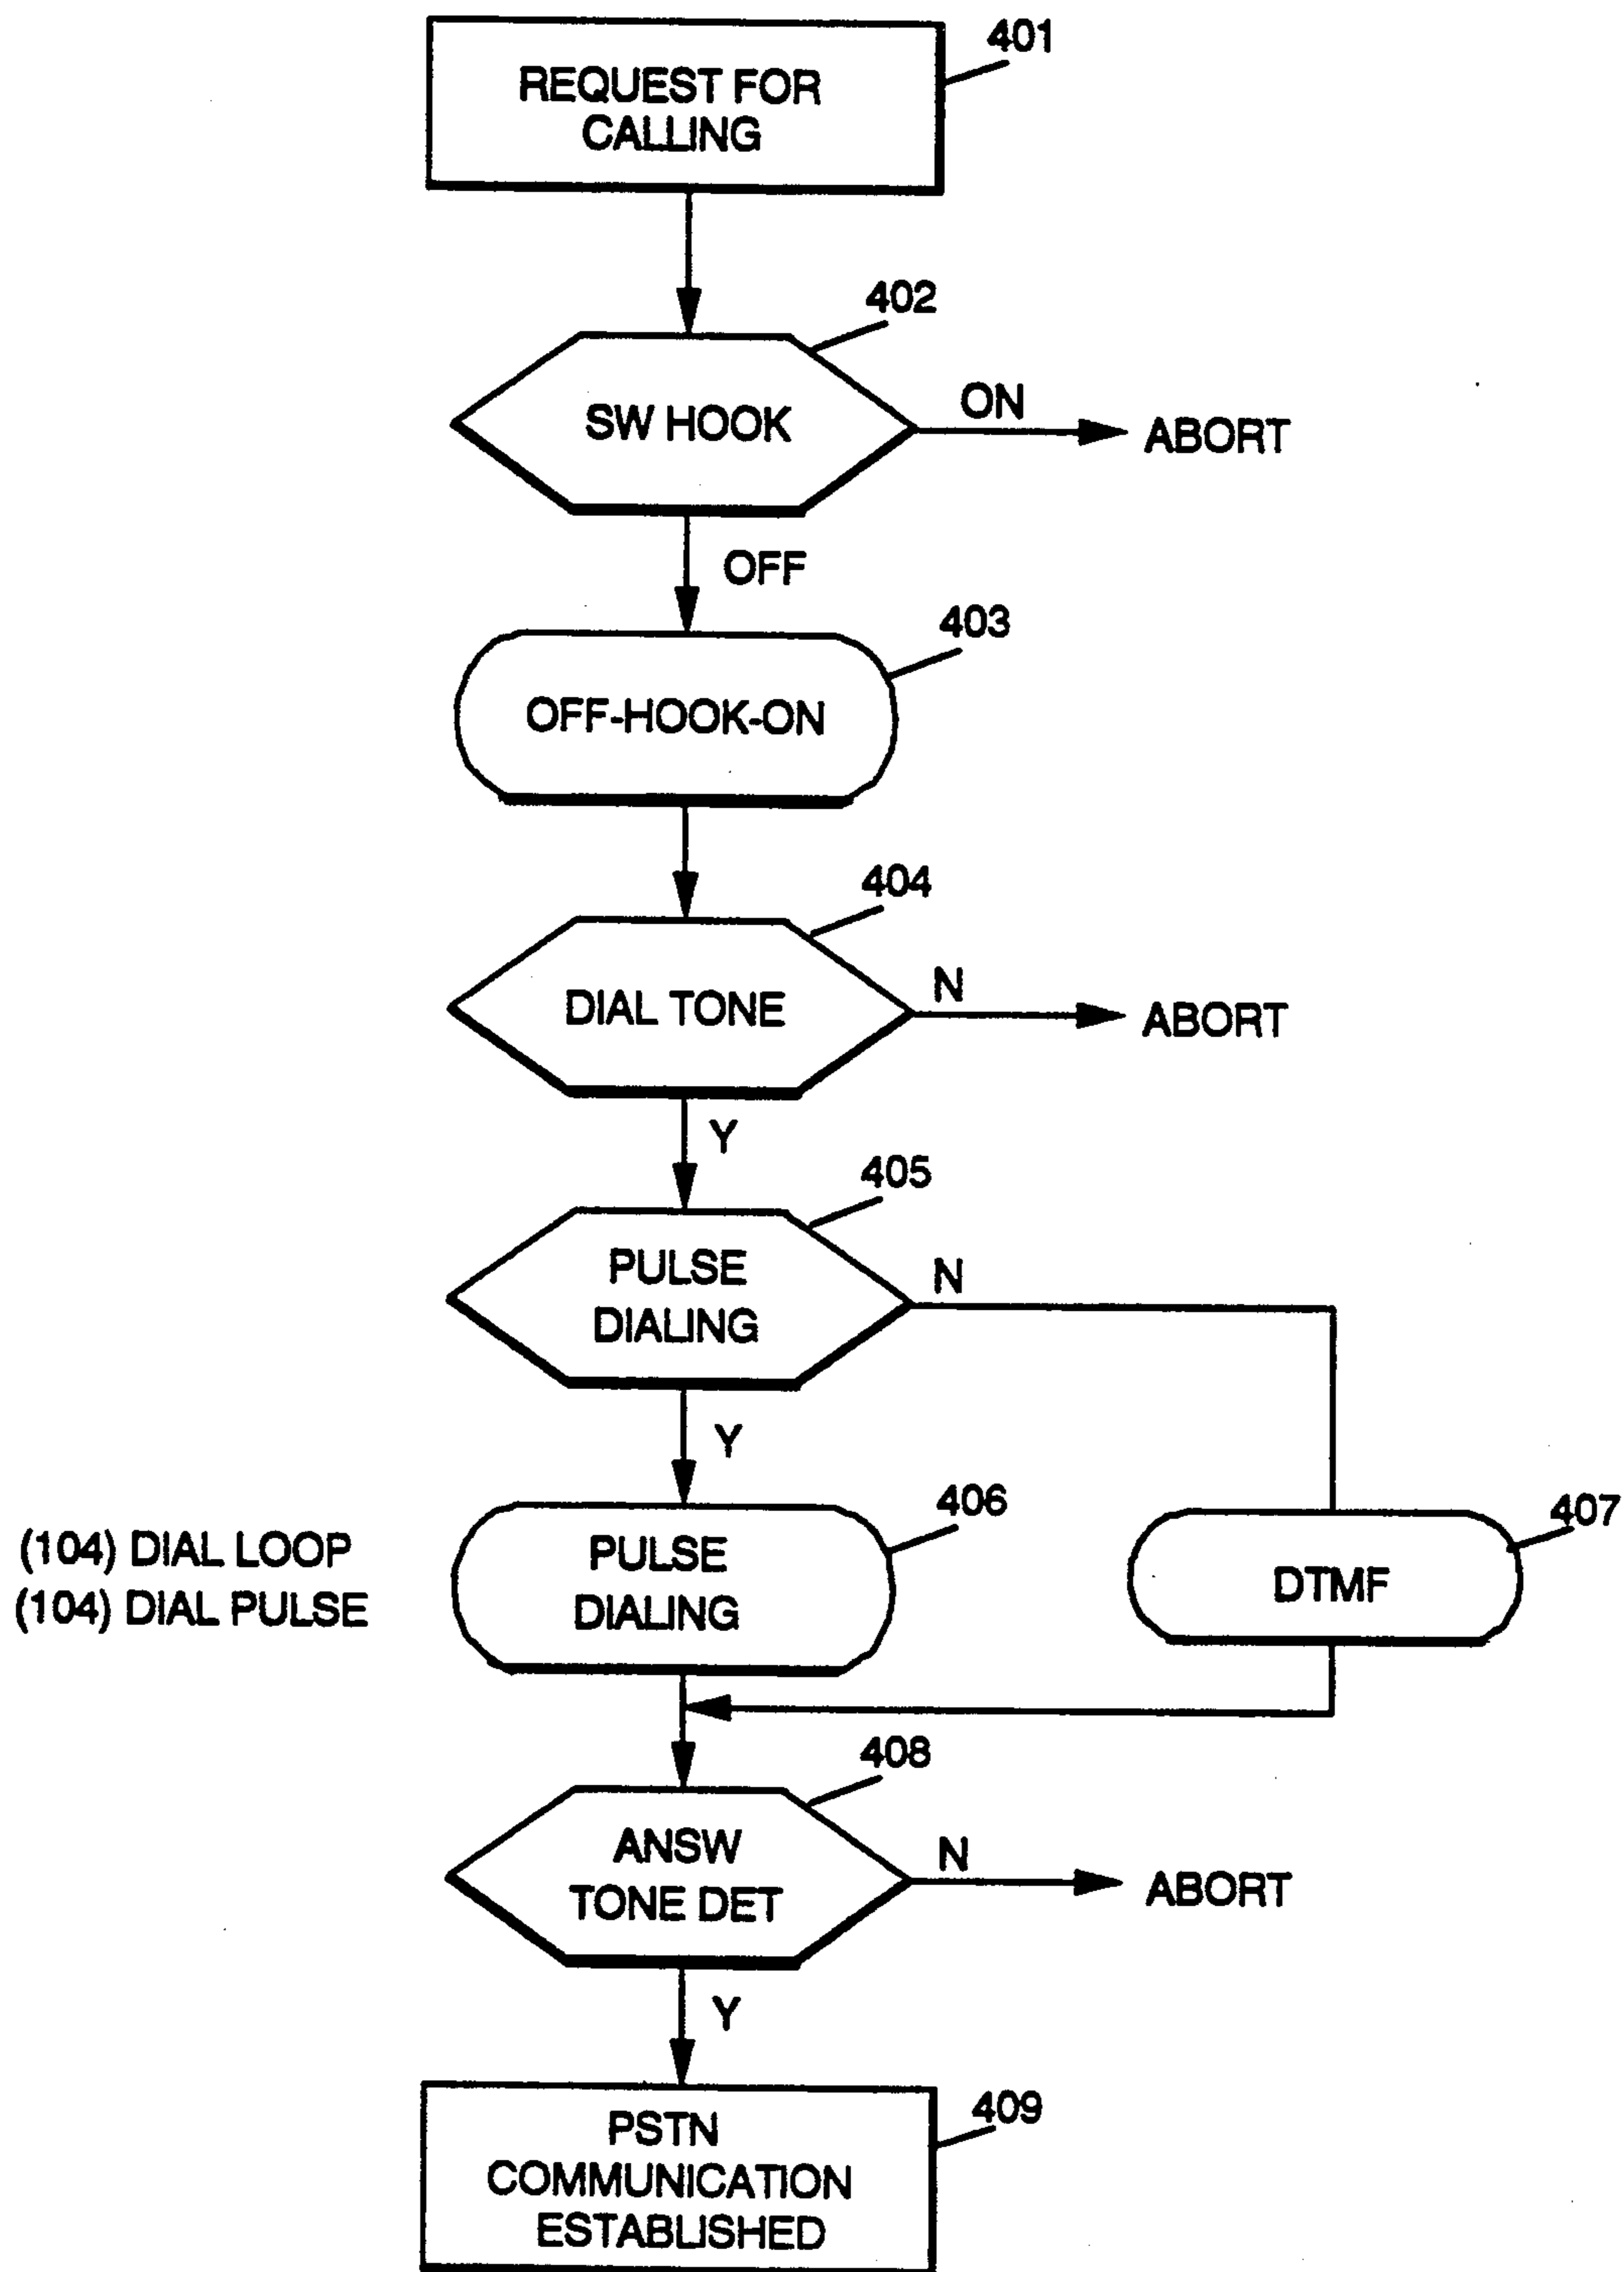 401
REQUEST FOR
CALLING
402
SW HOOK
ON
ABORT
OFF
403
OFF-HOOK-ON
404
DIAL TONE
N
ABORT
Y
405
PULSE
DIALING
N
Y
406
407
(104) DIAL LOOP
(104) DIAL PULSE
PULSE
DIALING
DTMF
408
ANSW
TONE DET
N
ABORT
Y
409
PSTN
COMMUNICATION
ESTABLISHED